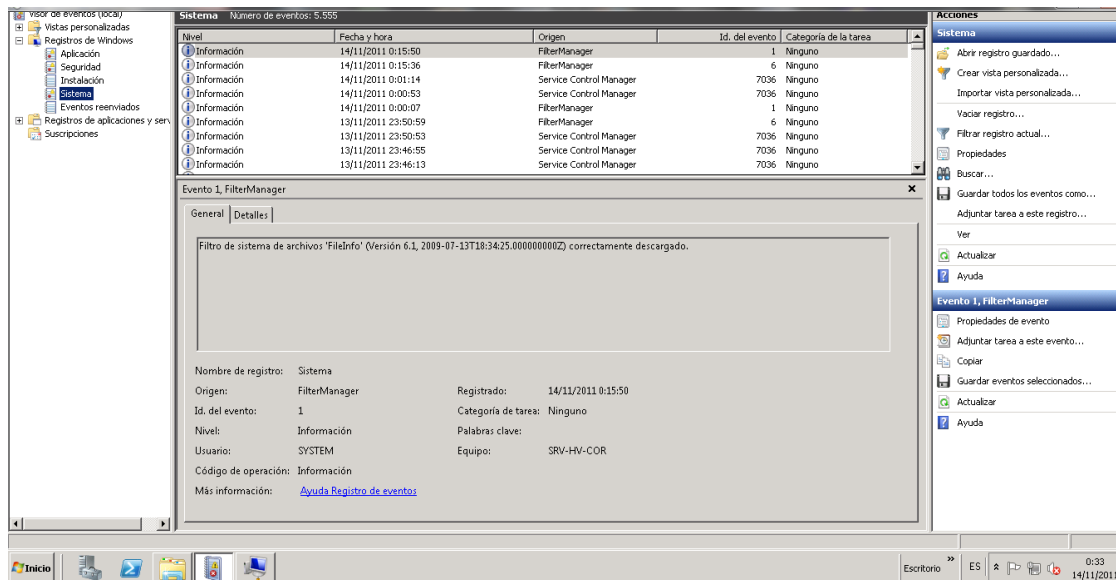 Visor de eventos (local)
Vistas personalizadas
Registros de Windows
Aplicación
Seguridad
Instalación
Sistema
Eventos reenviados
Registros de aplicaciones y serv
Suscripciones
Sistema Número de eventos: 5.555
Nivel Fecha y hora Origen Id. del evento Categoría de la tarea
Información 14/11/2011 0:15:50 FilterManager 1 Ninguno
Información 14/11/2011 0:15:36 FilterManager 6 Ninguno
Información 14/11/2011 0:01:14 Service Control Manager 7036 Ninguno
Información 14/11/2011 0:00:53 Service Control Manager 7036 Ninguno
Información 14/11/2011 0:00:07 FilterManager 1 Ninguno
Información 13/11/2011 23:50:59 FilterManager 6 Ninguno
Información 13/11/2011 23:50:53 Service Control Manager 7036 Ninguno
Información 13/11/2011 23:46:55 Service Control Manager 7036 Ninguno
Información 13/11/2011 23:46:13 Service Control Manager 7036 Ninguno
Evento 1, FilterManager
General Detalles
Filtro de sistema de archivos 'FileInfo' (Versión 6.1, 2009-07-13T18:34:25.000000000Z) correctamente descargado.
Nombre de registro: Sistema
Origen: FilterManager Registrado: 14/11/2011 0:15:50
Id. del evento: 1 Categoría de tarea: Ninguno
Nivel: Información Palabras clave:
Usuario: SYSTEM Equipo: SRV-HV-COR
Código de operación: Información
Más información: Ayuda Registro de eventos
Acciones
Sistema
Abrir registro guardado...
Crear vista personalizada...
Importar vista personalizada...
Vaciar registro...
Filtrar registro actual...
Propiedades
Buscar...
Guardar todos los eventos como...
Adjuntar tarea a este registro...
Ver
Actualizar
Ayuda
Evento 1, FilterManager
Propiedades de evento
Adjuntar tarea a este evento...
Copiar
Guardar eventos seleccionados...
Actualizar
Ayuda
Inicio
Escritorio » ES 0:33
14/11/2011